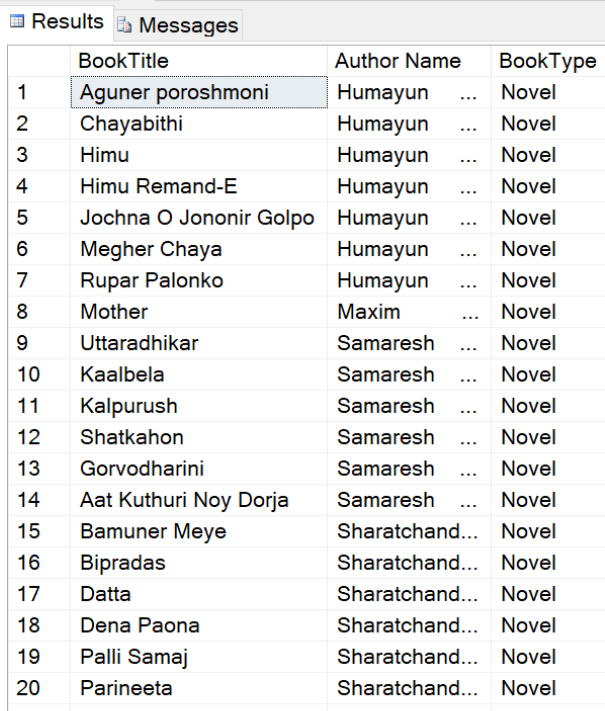 Results Messages
BookTitle Author Name BookType
1 Aguner poroshmoni Humayun ... Novel
2 Chayabithi Humayun ... Novel
3 Himu Humayun ... Novel
4 Himu Remand-E Humayun ... Novel
5 Jochna O Jononir Golpo Humayun ... Novel
6 Megher Chaya Humayun ... Novel
7 Rupar Palonko Humayun ... Novel
8 Mother Maxim ... Novel
9 Uttaradhikar Samaresh ... Novel
10 Kaalbela Samaresh ... Novel
11 Kalpurush Samaresh ... Novel
12 Shatkahon Samaresh ... Novel
13 Gorvodharini Samaresh ... Novel
14 Aat Kuthuri Noy Dorja Samaresh ... Novel
15 Bamuner Meye Sharatchand... Novel
16 Bipradas Sharatchand... Novel
17 Datta Sharatchand... Novel
18 Dena Paona Sharatchand... Novel
19 Palli Samaj Sharatchand... Novel
20 Parineeta Sharatchand... Novel